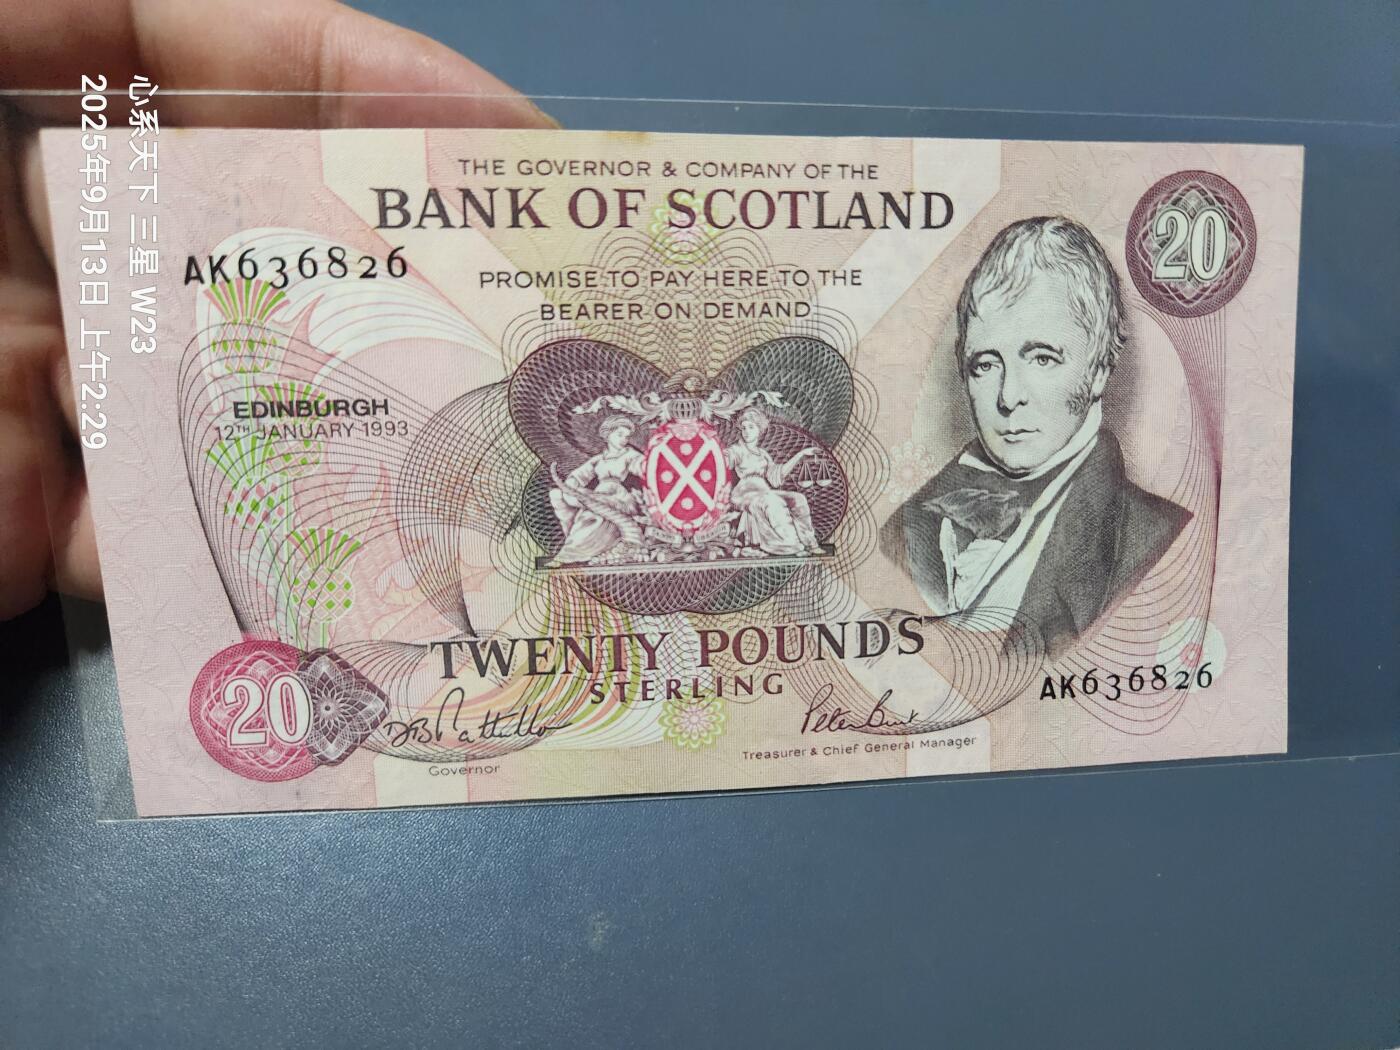 THE GOVERNOR & COMPANY OF THE
BANK OF SCOTLAND
20
AK636826
PROMISE TO PAY HERE TO THE
BEARER ON DEMAND
EDINBURGH
12TH JANUARY 1993
TWENTY POUNDS
STERLING
AK636826
20
Governor
Peter Burt
Treasurer & Chief General Manager
心系天下 三星 W23
2025年9月13日 上午2:29